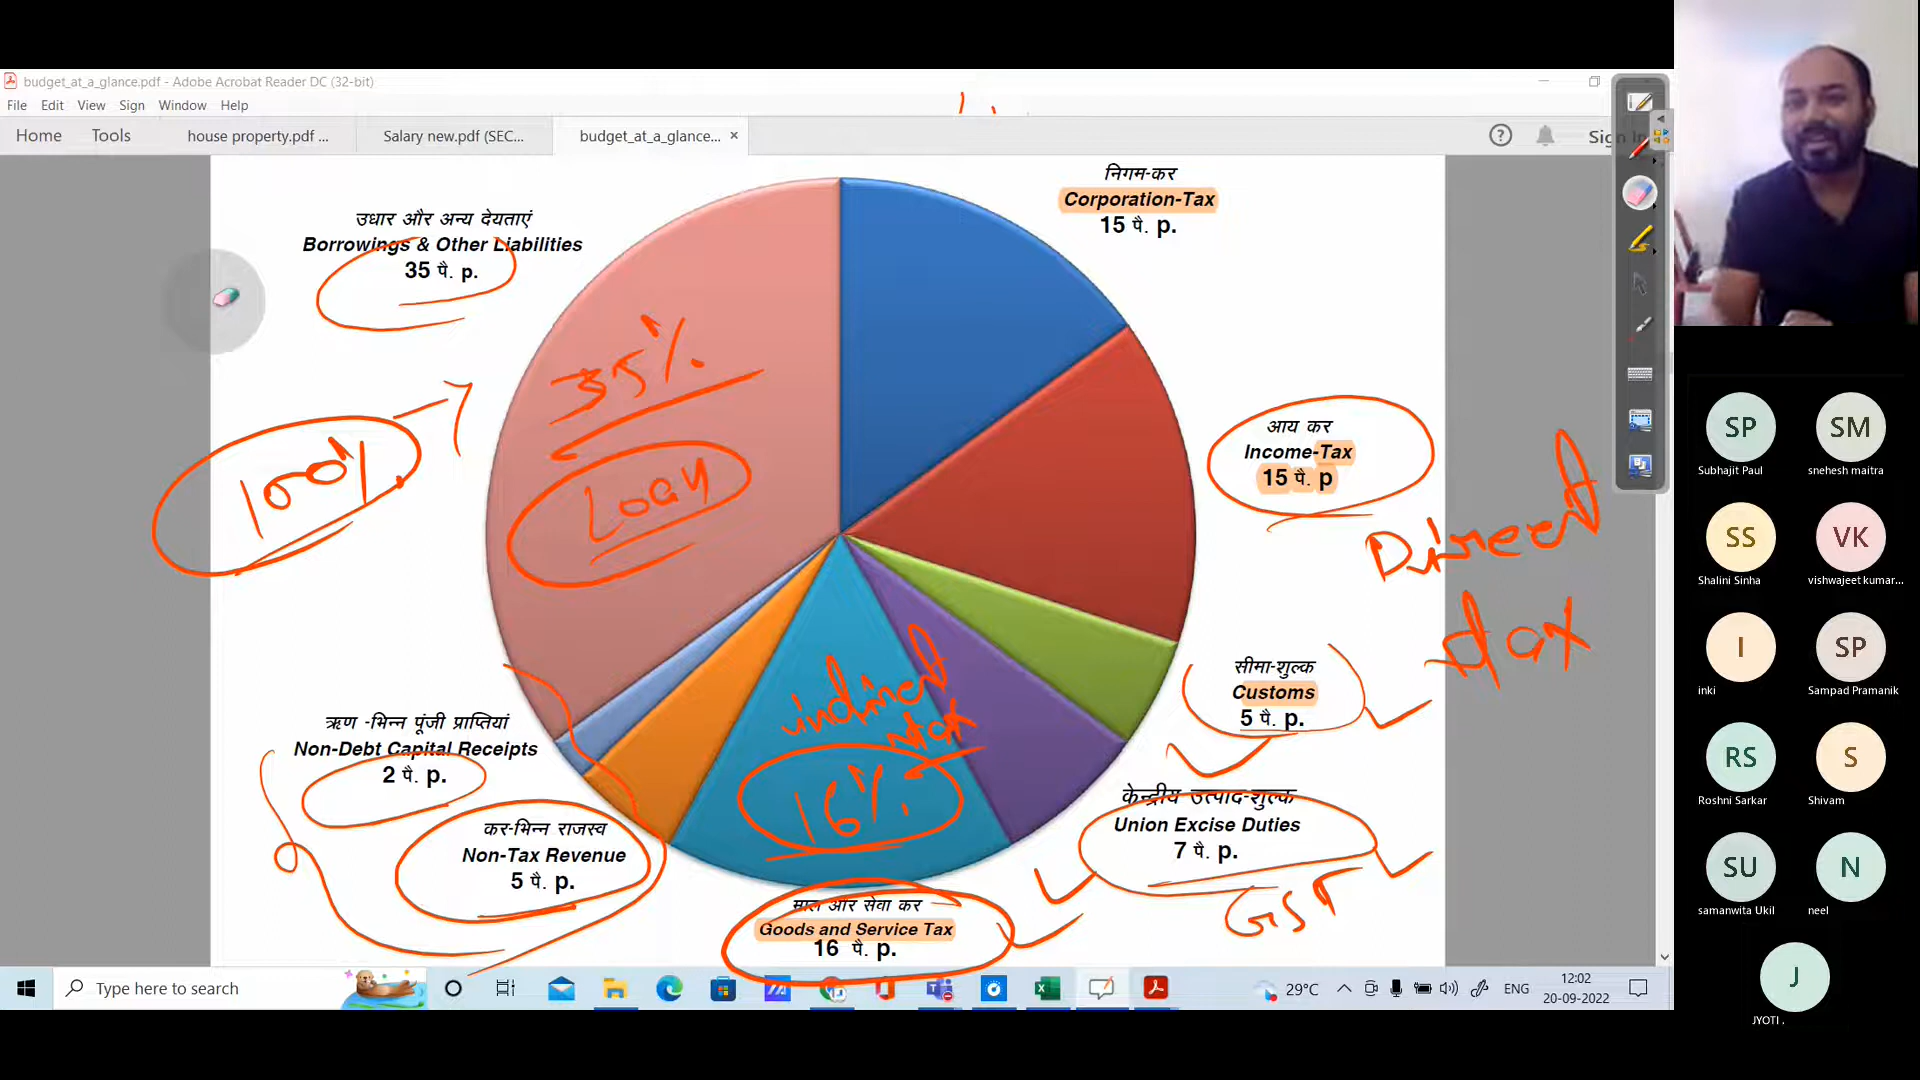 budget_at_a_glance.pdf - Adobe Acrobat Reader DC (32-bit)
File Edit View Sign Window Help
Home Tools house property.pdf ... Salary new.pdf (SEC... budget_at_a_glance... × Sign In
निगम-कर
Corporation-Tax
15 पै. p.
उधार और अन्य देयताएं
Borrowings & Other Liabilities
35 पै. p.
35%
Loan
100%
आय कर
Income-Tax
15 पै. p
Direct
tax
सीमा-शुल्क
Customs
5 पै. p.
indirect
tax
16%
ऋण -भिन्न पूंजी प्राप्तियां
Non-Debt Capital Receipts
2 पै. p.
केन्द्रीय उत्पाद-शुल्क
Union Excise Duties
7 पै. p.
GST
कर-भिन्न राजस्व
Non-Tax Revenue
5 पै. p.
माल और सेवा कर
Goods and Service Tax
16 पै. p.
SP SM
Subhajit Paul snehesh maitra
SS VK
Shalini Sinha vishwajeet kumar...
I SP
inki Sampad Pramanik
RS S
Roshni Sarkar Shivam
SU N
samanwita Ukil neel
J
JYOTI .
Type here to search 29°C ENG 12:02
20-09-2022